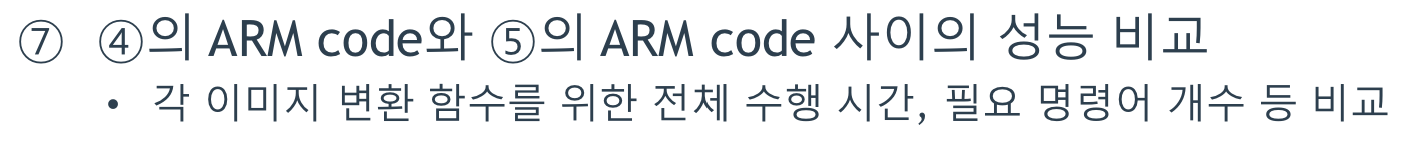 ⑦ ④의 ARM code와 ⑤의 ARM code 사이의 성능 비교
• 각 이미지 변환 함수를 위한 전체 수행 시간, 필요 명령어 개수 등 비교